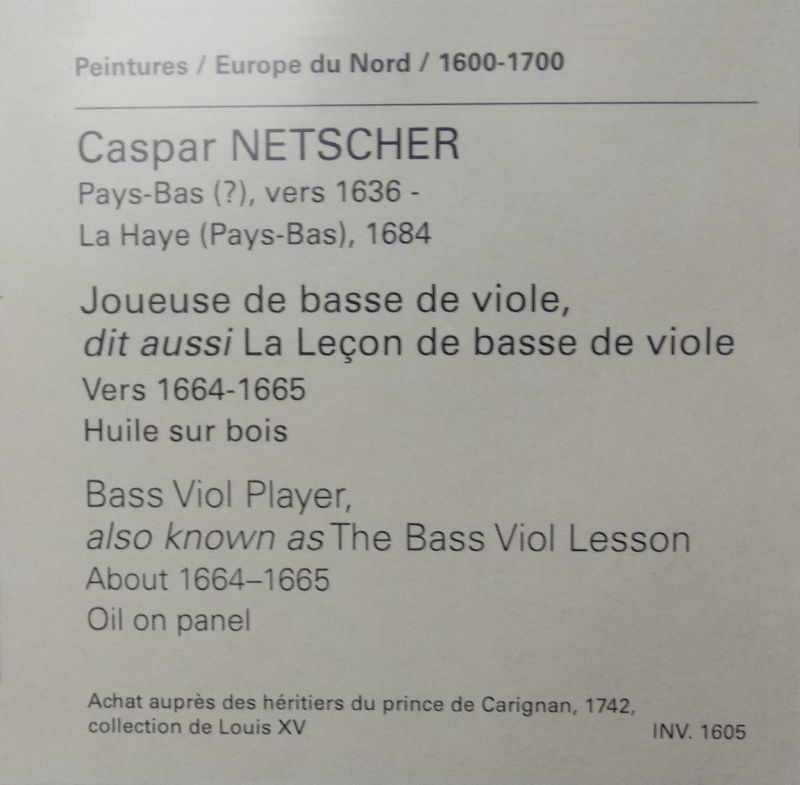 Peintures / Europe du Nord / 1600-1700
Caspar NETSCHER
Pays-Bas (?), vers 1636 -
La Haye (Pays-Bas), 1684
Joueuse de basse de viole,
dit aussi La Leçon de basse de viole
Vers 1664-1665
Huile sur bois
Bass Viol Player,
also known as The Bass Viol Lesson
About 1664–1665
Oil on panel
Achat auprès des héritiers du prince de Carignan, 1742,
collection de Louis XV
INV. 1605